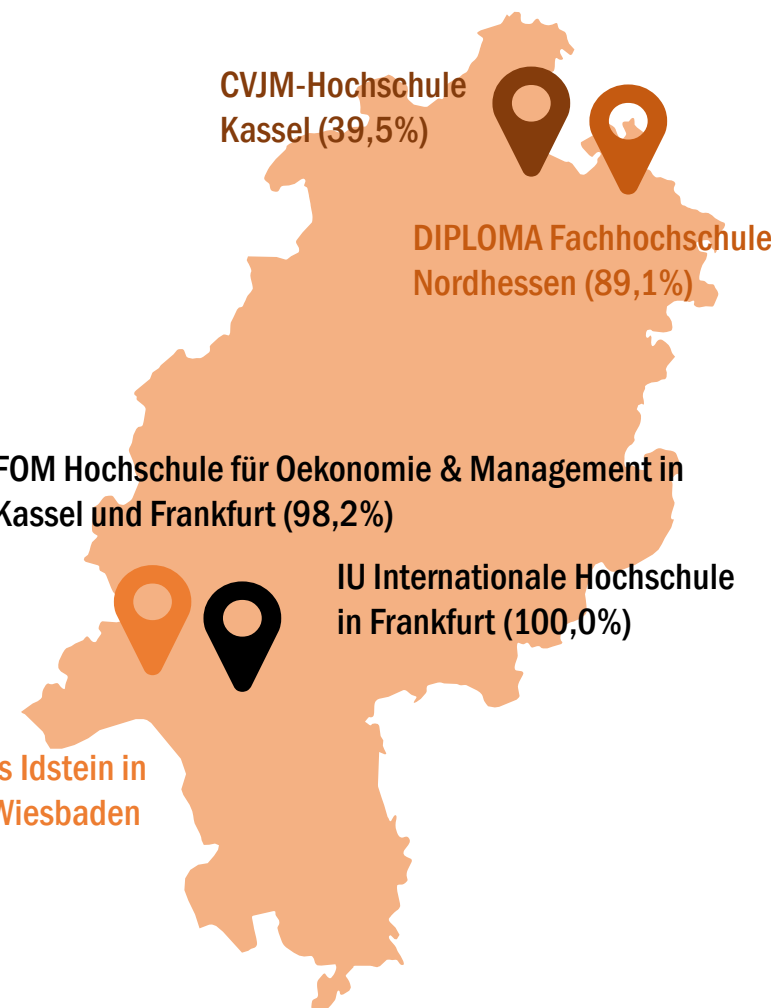 CVJM-Hochschule
Kassel (39,5%)
DIPLOMA Fachhochschule
Nordhessen (89,1%)
FOM Hochschule für Oekonomie & Management in
Kassel und Frankfurt (98,2%)
IU Internationale Hochschule
in Frankfurt (100,0%)
s Idstein in
Wiesbaden